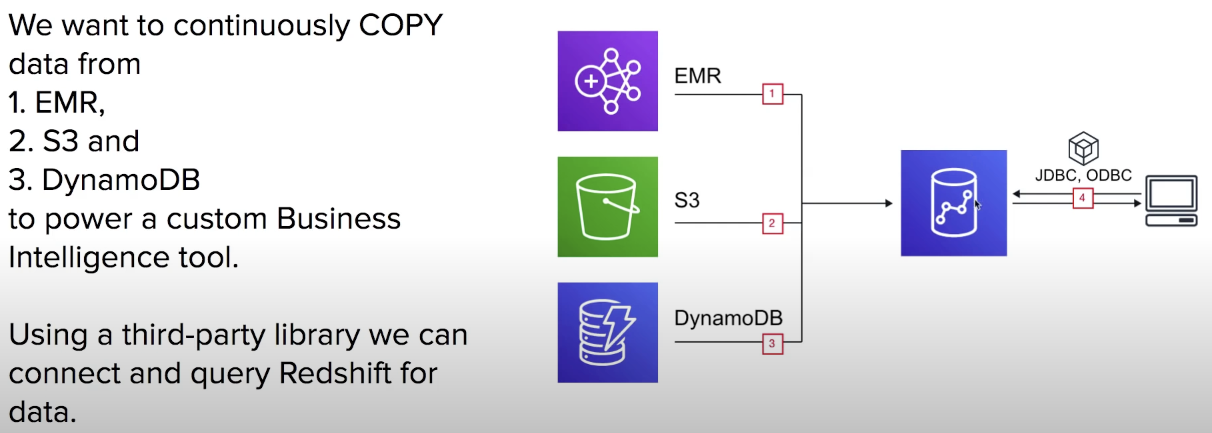 We want to continuously COPY
data from
1. EMR,
2. S3 and
3. DynamoDB
to power a custom Business
Intelligence tool.
Using a third-party library we can
connect and query Redshift for
data.
EMR
1
S3
2
DynamoDB
3
JDBC, ODBC
4